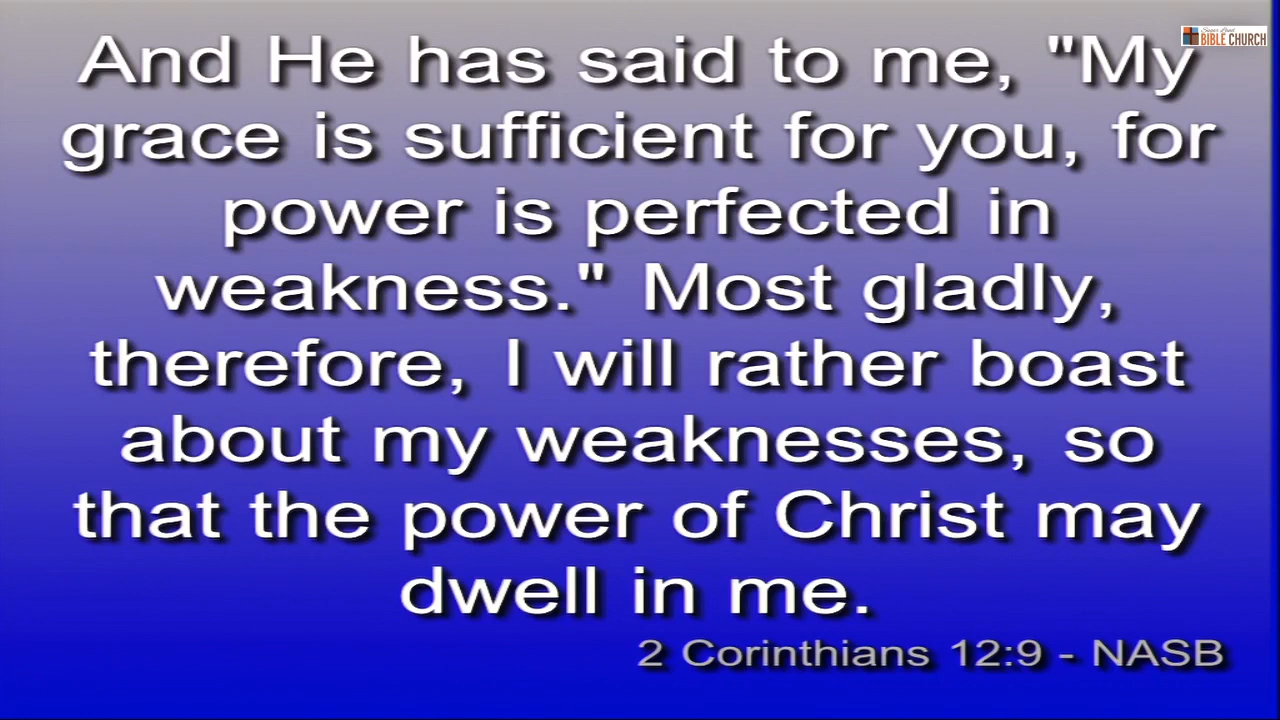 And He has said to me, "My
grace is sufficient for you, for
power is perfected in
weakness." Most gladly,
therefore, I will rather boast
about my weaknesses, so
that the power of Christ may
dwell in me.
2 Corinthians 12:9 - NASB
Sugar Land
BIBLE CHURCH